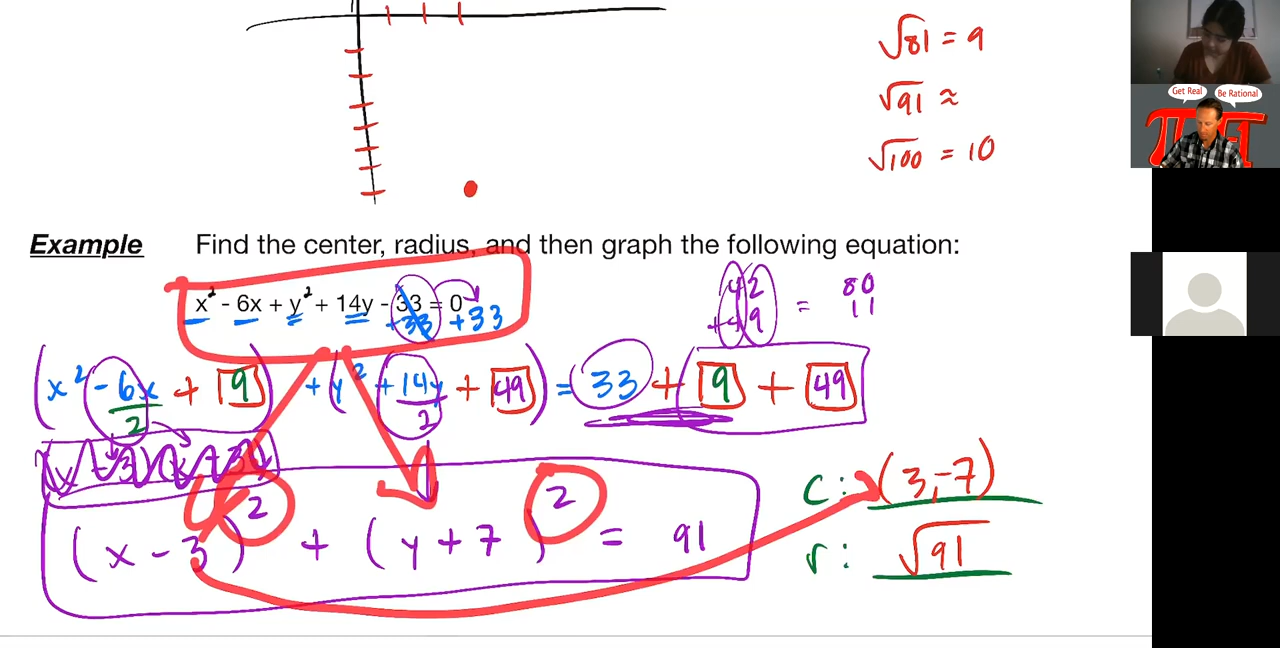 √81 = 9
Get Real
Be Rational
√91 ≈
√100 = 10
Example Find the center, radius, and then graph the following equation:
x² - 6x + y² + 14y - 33 = 0
+33 +33
42
+49
=
80
11
(x² - 6x + 9) + (y² + 14y + 49) = 33 + 9 + 49
2 2
(x - 3)² + (y + 7)² = 91
C: (3, -7)
r: √91